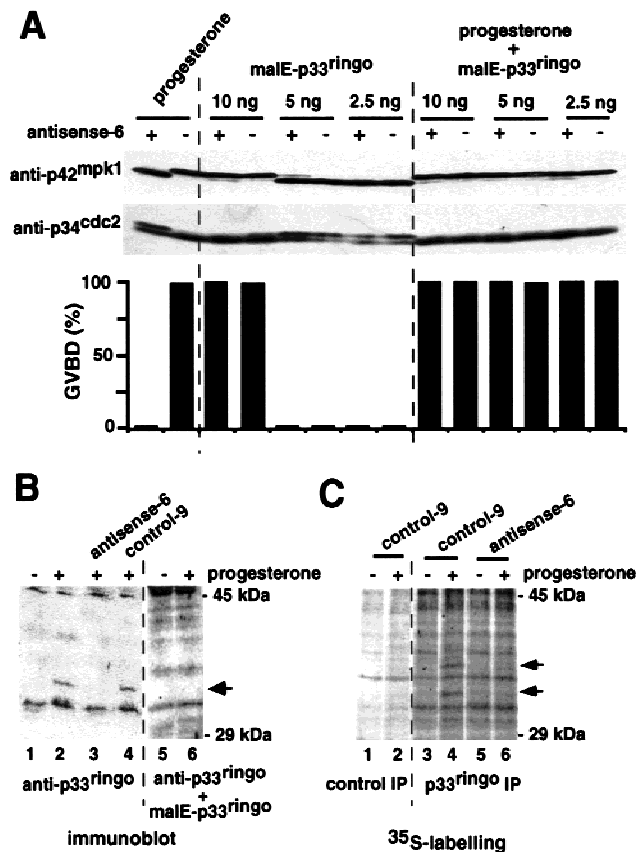 A
progesterone
malE-p33ringo
progesterone
+
malE-p33ringo
10 ng 5 ng 2.5 ng 10 ng 5 ng 2.5 ng
antisense-6 + - + - + - + - + - + - + -
anti-p42mpk1
anti-p34cdc2
100
50
0
GVBD (%)
B
antisense-6
control-9
- + + + - + progesterone
- 45 kDa
- 29 kDa
1 2 3 4 5 6
anti-p33ringo
anti-p33ringo
+
malE-p33ringo
immunoblot
C
control-9
control-9
antisense-6
- + - + - + progesterone
- 45 kDa
- 29 kDa
1 2 3 4 5 6
control IP p33ringo IP
35S-labelling